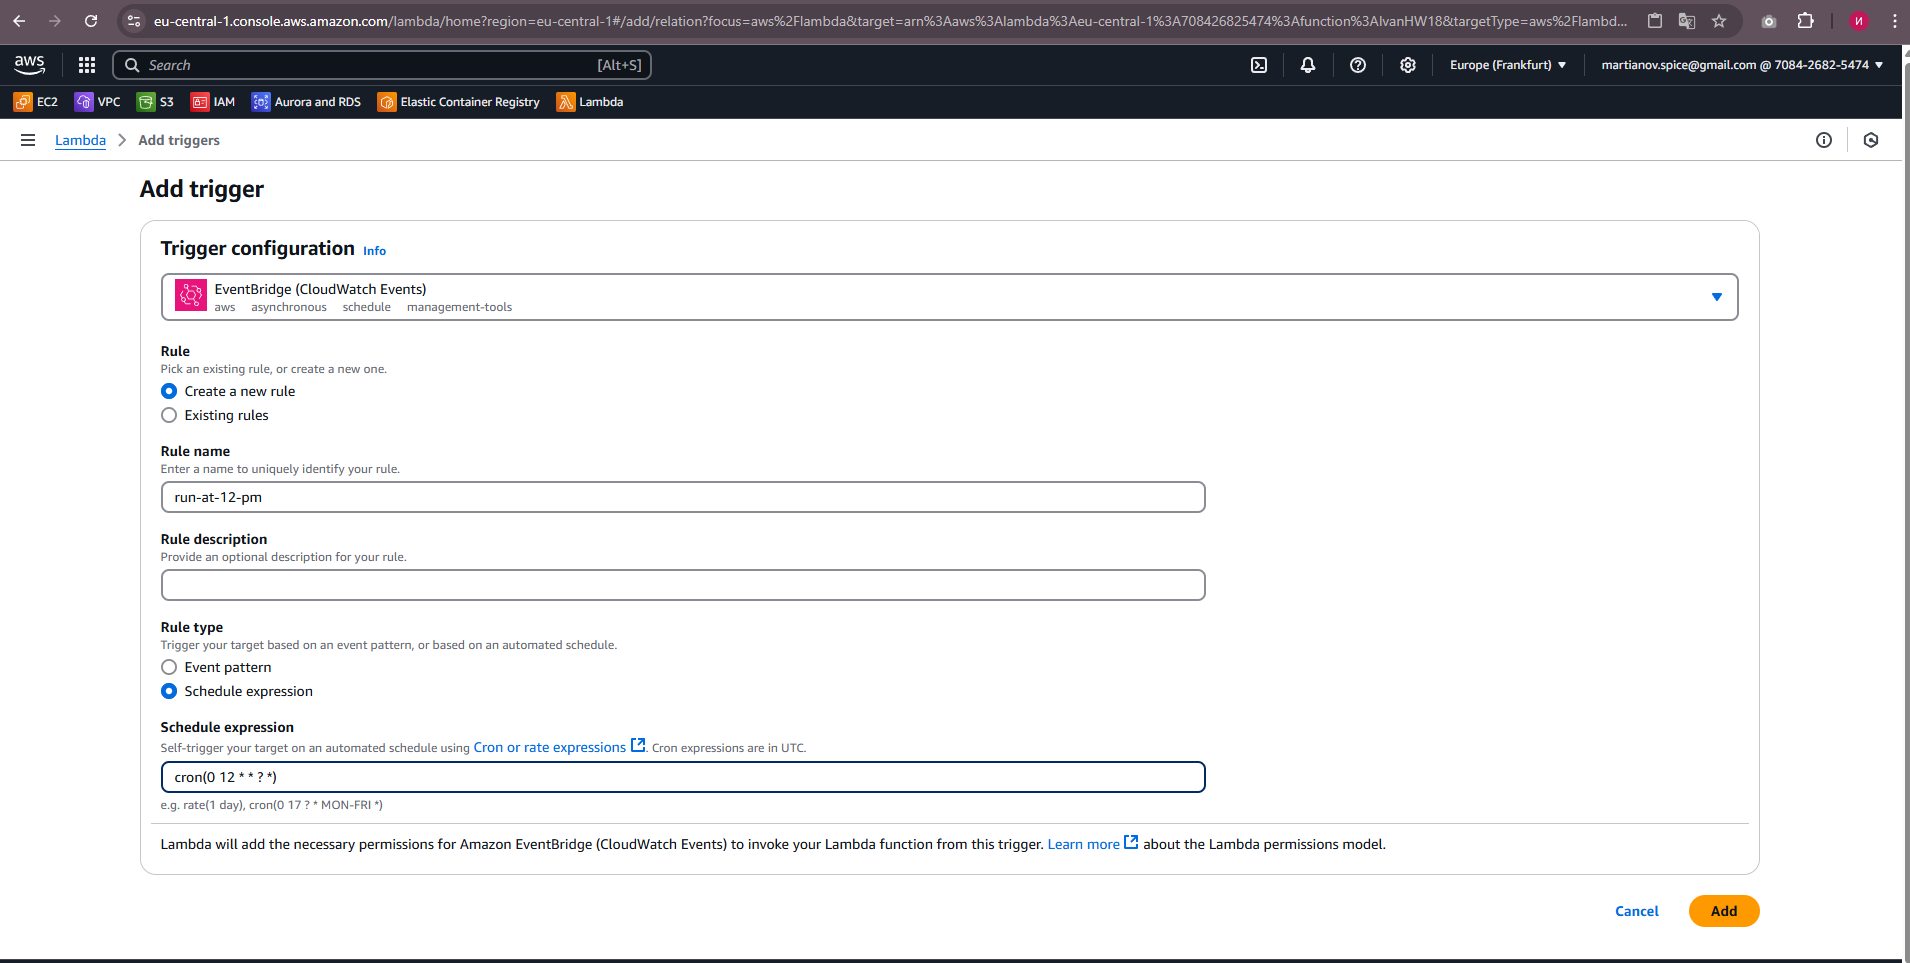 eu-central-1.console.aws.amazon.com/lambda/home?region=eu-central-1#/add/relation?focus=aws%2Flambda&target=arn%3Aaws%3Alambda%3Aeu-central-1%3A708426825474%3Afunction%3AIvanHW18&targetType=aws%2Flambd...
И
aws
Search [Alt+S]
Europe (Frankfurt)
martianov.spice@gmail.com @ 7084-2682-5474
EC2 VPC S3 IAM Aurora and RDS Elastic Container Registry Lambda
Lambda Add triggers
Add trigger
Trigger configuration Info
EventBridge (CloudWatch Events)
aws asynchronous schedule management-tools
Rule
Pick an existing rule, or create a new one.
Create a new rule
Existing rules
Rule name
Enter a name to uniquely identify your rule.
run-at-12-pm
Rule description
Provide an optional description for your rule.
Rule type
Trigger your target based on an event pattern, or based on an automated schedule.
Event pattern
Schedule expression
Schedule expression
Self-trigger your target on an automated schedule using Cron or rate expressions. Cron expressions are in UTC.
cron(0 12 * * ? *)
e.g. rate(1 day), cron(0 17 ? * MON-FRI *)
Lambda will add the necessary permissions for Amazon EventBridge (CloudWatch Events) to invoke your Lambda function from this trigger. Learn more about the Lambda permissions model.
Cancel
Add